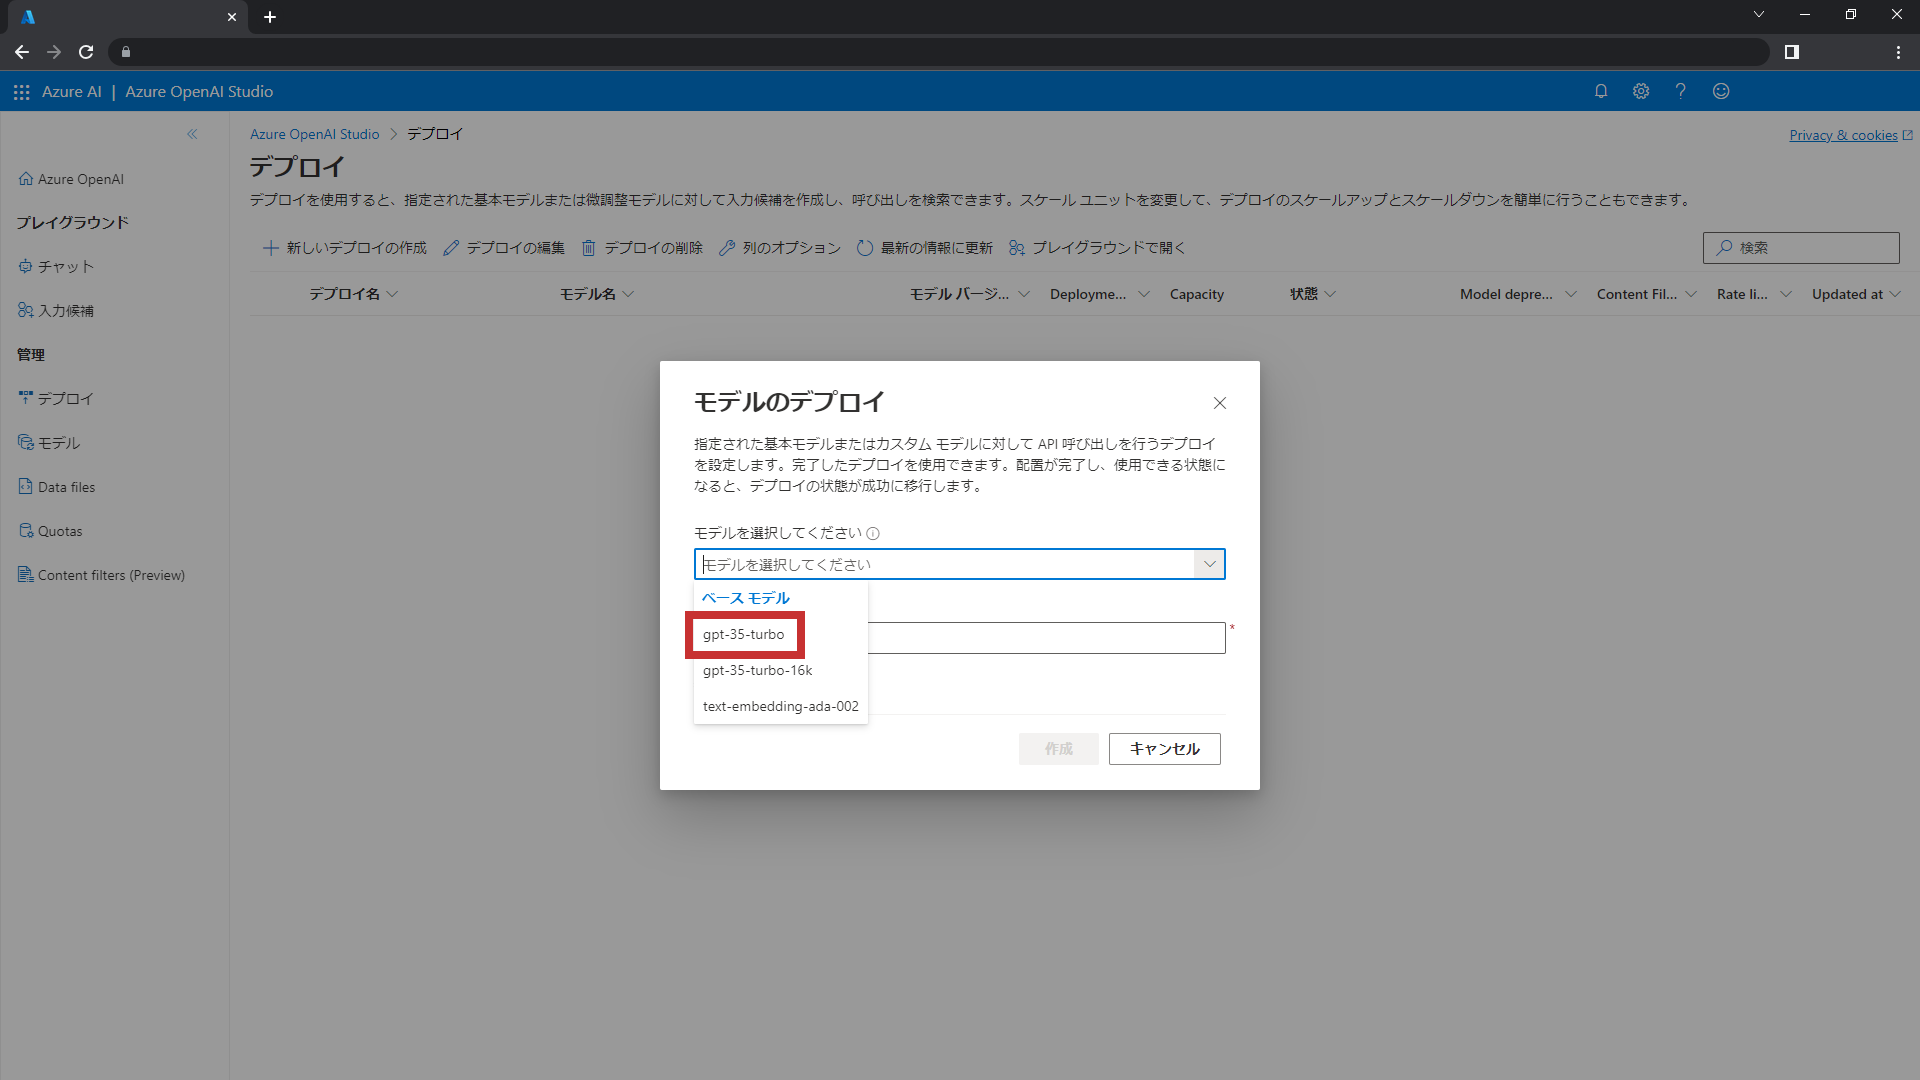 Azure AI | Azure OpenAI Studio
Azure OpenAI Studio > デプロイ
Privacy & cookies
デプロイ
デプロイを使用すると、指定された基本モデルまたは微調整モデルに対して入力候補を作成し、呼び出しを検索できます。スケール ユニットを変更して、デプロイのスケールアップとスケールダウンを簡単に行うこともできます。
Azure OpenAI
プレイグラウンド
チャット
入力候補
管理
デプロイ
モデル
Data files
Quotas
Content filters (Preview)
新しいデプロイの作成 デプロイの編集 デプロイの削除 列のオプション 最新の情報に更新 プレイグラウンドで開く 検索
デプロイ名 モデル名 モデル バージ... Deployme... Capacity 状態 Model depre... Content Fil... Rate li... Updated at
モデルのデプロイ
指定された基本モデルまたはカスタム モデルに対して API 呼び出しを行うデプロイ
を設定します。完了したデプロイを使用できます。配置が完了し、使用できる状態に
なると、デプロイの状態が成功に移行します。
モデルを選択してください
モデルを選択してください
ベース モデル
gpt-35-turbo
*
gpt-35-turbo-16k
text-embedding-ada-002
作成 キャンセル